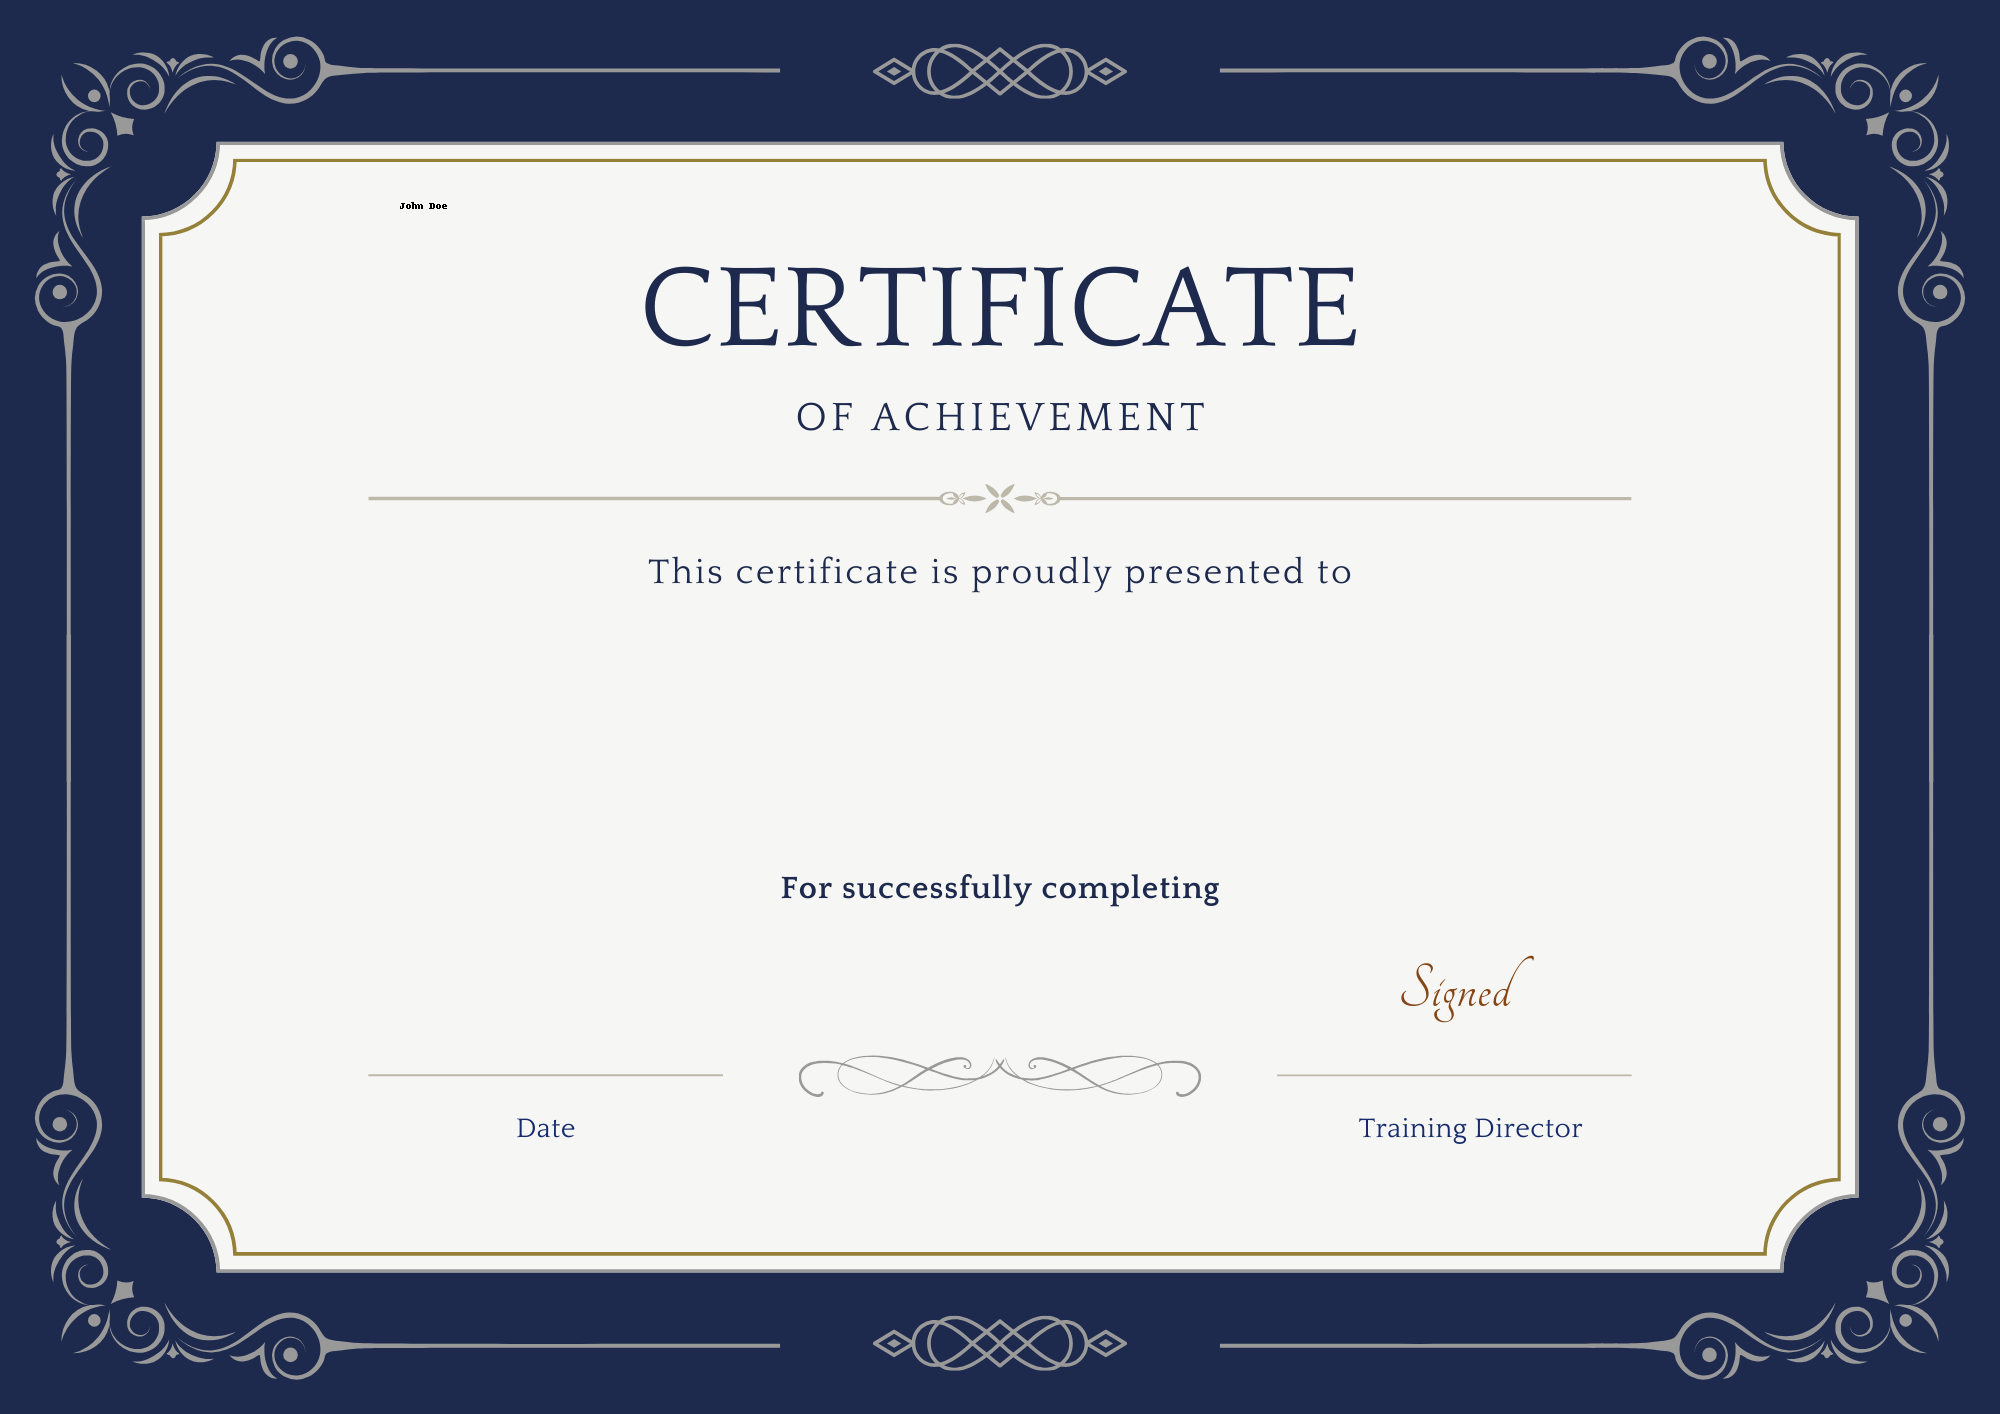 John Doe
CERTIFICATE
OF ACHIEVEMENT
This certificate is proudly presented to
For successfully completing
Signed
Date
Training Director